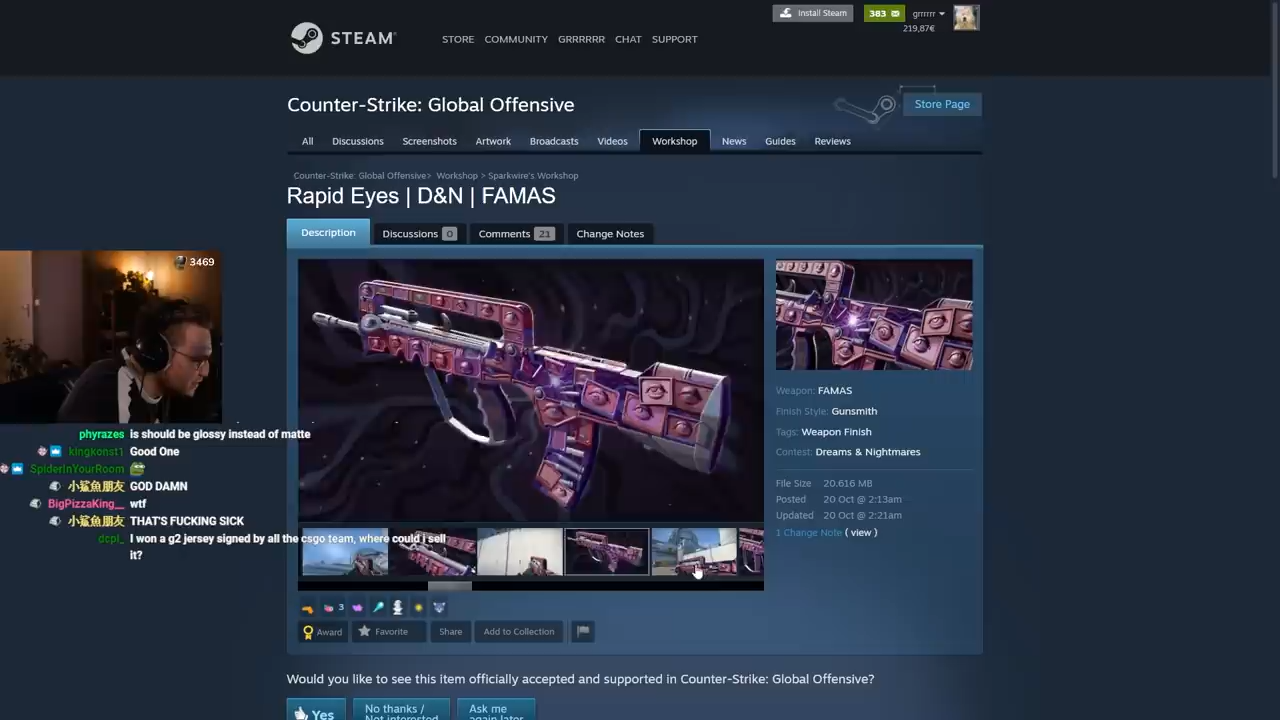 Install Steam
383
grrrrrr
219,87€
STEAM
STORE COMMUNITY GRRRRRR CHAT SUPPORT
Counter-Strike: Global Offensive
Store Page
All Discussions Screenshots Artwork Broadcasts Videos Workshop News Guides Reviews
Counter-Strike: Global Offensive > Workshop > Sparkwire's Workshop
Rapid Eyes | D&N | FAMAS
Description Discussions 0 Comments 21 Change Notes
3469
Weapon: FAMAS
Finish Style: Gunsmith
Tags: Weapon Finish
Contest: Dreams & Nightmares
File Size 20.616 MB
Posted 20 Oct @ 2:13am
Updated 20 Oct @ 2:21am
1 Change Note ( view )
phyrazes is should be glossy instead of matte
kingkonst1 Good One
SpiderInYourRoom
小鯊魚朋友 GOD DAMN
BigPizzaKing__ wtf
小鯊魚朋友 THAT'S FUCKING SICK
dcpl_ I won a g2 jersey signed by all the csgo team, where could i sell
it?
3
Award Favorite Share Add to Collection
Would you like to see this item officially accepted and supported in Counter-Strike: Global Offensive?
Yes
No thanks /
Not interested
Ask me
again later